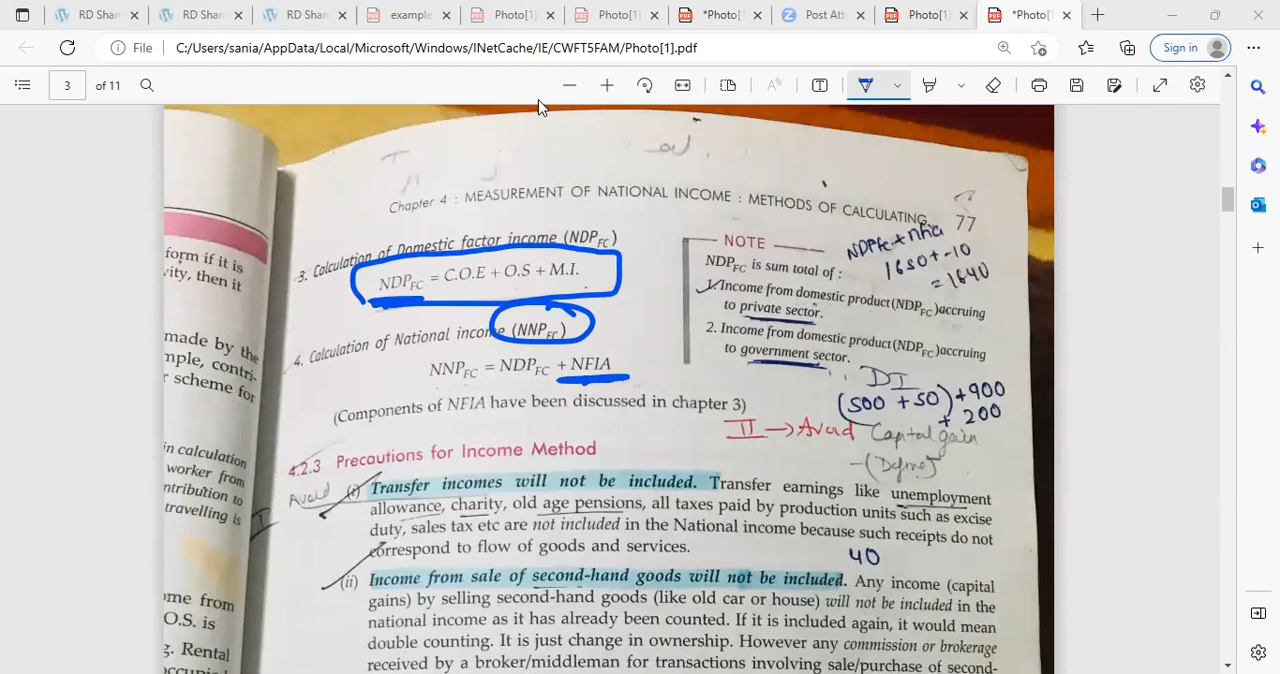 RD Shar
RD Shar
RD Shar
example
Photo[1]
Photo[1]
*Photo[1]
Post Att
Photo[1]
*Photo[1]
File
C:/Users/sania/AppData/Local/Microsoft/Windows/INetCache/IE/CWFT5FAM/Photo[1].pdf
Sign in
3 of 11
Chapter 4 : MEASUREMENT OF NATIONAL INCOME : METHODS OF CALCULATING 77
3. Calculation of Domestic factor income (NDPFC)
NDPFC = C.O.E + O.S + M.I.
4. Calculation of National income (NNPFC)
NNPFC = NDPFC + NFIA
(Components of NFIA have been discussed in chapter 3)
NOTE
NDPFC is sum total of :
1. Income from domestic product (NDPFC) accruing
to private sector.
2. Income from domestic product (NDPFC) accruing
to government sector.
NDPfc + nfia
1650 + -10
= 1640
DI
(500 + 50) + 900
+ 200
II → Avoid Capital gain
- (Define)
4.2.3 Precautions for Income Method
Avoid
(i) Transfer incomes will not be included. Transfer earnings like unemployment
allowance, charity, old age pensions, all taxes paid by production units such as excise
duty, sales tax etc are not included in the National income because such receipts do not
correspond to flow of goods and services.
40
(ii) Income from sale of second-hand goods will not be included. Any income (capital
gains) by selling second-hand goods (like old car or house) will not be included in the
national income as it has already been counted. If it is included again, it would mean
double counting. It is just change in ownership. However any commission or brokerage
received by a broker/middleman for transactions involving sale/purchase of second-
form if it is
vity, then it
made by the
mple, contri-
r scheme for
in calculation
worker from
ntribution to
travelling is
me from
O.S. is
g. Rental